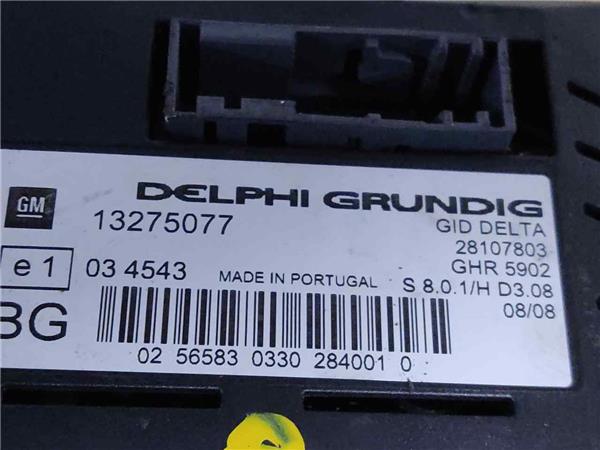 DELPHI GRUNDIG
GM
13275077
GID DELTA
28107803
e1
03 4543
MADE IN PORTUGAL
GHR 5902
S 8.0.1/H D3.08
08/08
BG
02 56583 0330 284001 0